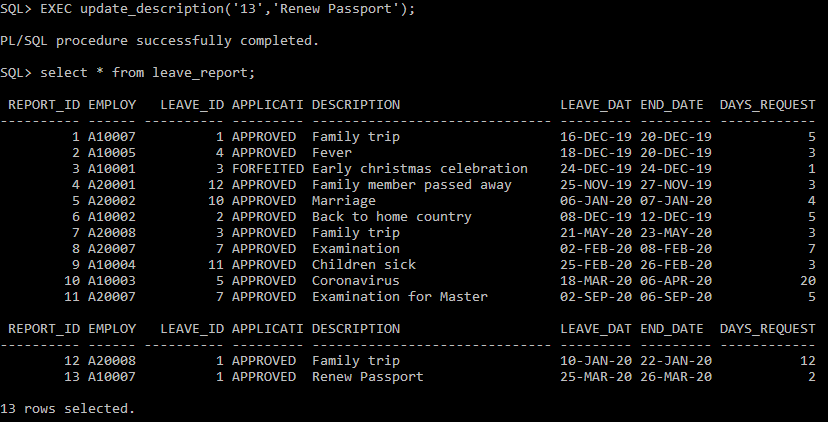 SQL> EXEC update_description('13','Renew Passport');
PL/SQL procedure successfully completed.
SQL> select * from leave_report;
 REPORT_ID EMPLOY   LEAVE_ID APPLICATI DESCRIPTION                    LEAVE_DAT END_DATE  DAYS_REQUEST
---------- ------ ---------- --------- ------------------------------ --------- --------- ------------
         1 A10007          1 APPROVED  Family trip                    16-DEC-19 20-DEC-19            5
         2 A10005          4 APPROVED  Fever                          18-DEC-19 20-DEC-19            3
         3 A10001          3 FORFEITED Early christmas celebration    24-DEC-19 24-DEC-19            1
         4 A20001         12 APPROVED  Family member passed away      25-NOV-19 27-NOV-19            3
         5 A20002         10 APPROVED  Marriage                       06-JAN-20 07-JAN-20            4
         6 A10002          2 APPROVED  Back to home country           08-DEC-19 12-DEC-19            5
         7 A20008          3 APPROVED  Family trip                    21-MAY-20 23-MAY-20            3
         8 A20007          7 APPROVED  Examination                    02-FEB-20 08-FEB-20            7
         9 A10004         11 APPROVED  Children sick                  25-FEB-20 26-FEB-20            3
        10 A10003          5 APPROVED  Coronavirus                    18-MAR-20 06-APR-20           20
        11 A20007          7 APPROVED  Examination for Master         02-SEP-20 06-SEP-20            5
 REPORT_ID EMPLOY   LEAVE_ID APPLICATI DESCRIPTION                    LEAVE_DAT END_DATE  DAYS_REQUEST
---------- ------ ---------- --------- ------------------------------ --------- --------- ------------
        12 A20008          1 APPROVED  Family trip                    10-JAN-20 22-JAN-20           12
        13 A10007          1 APPROVED  Renew Passport                 25-MAR-20 26-MAR-20            2
13 rows selected.